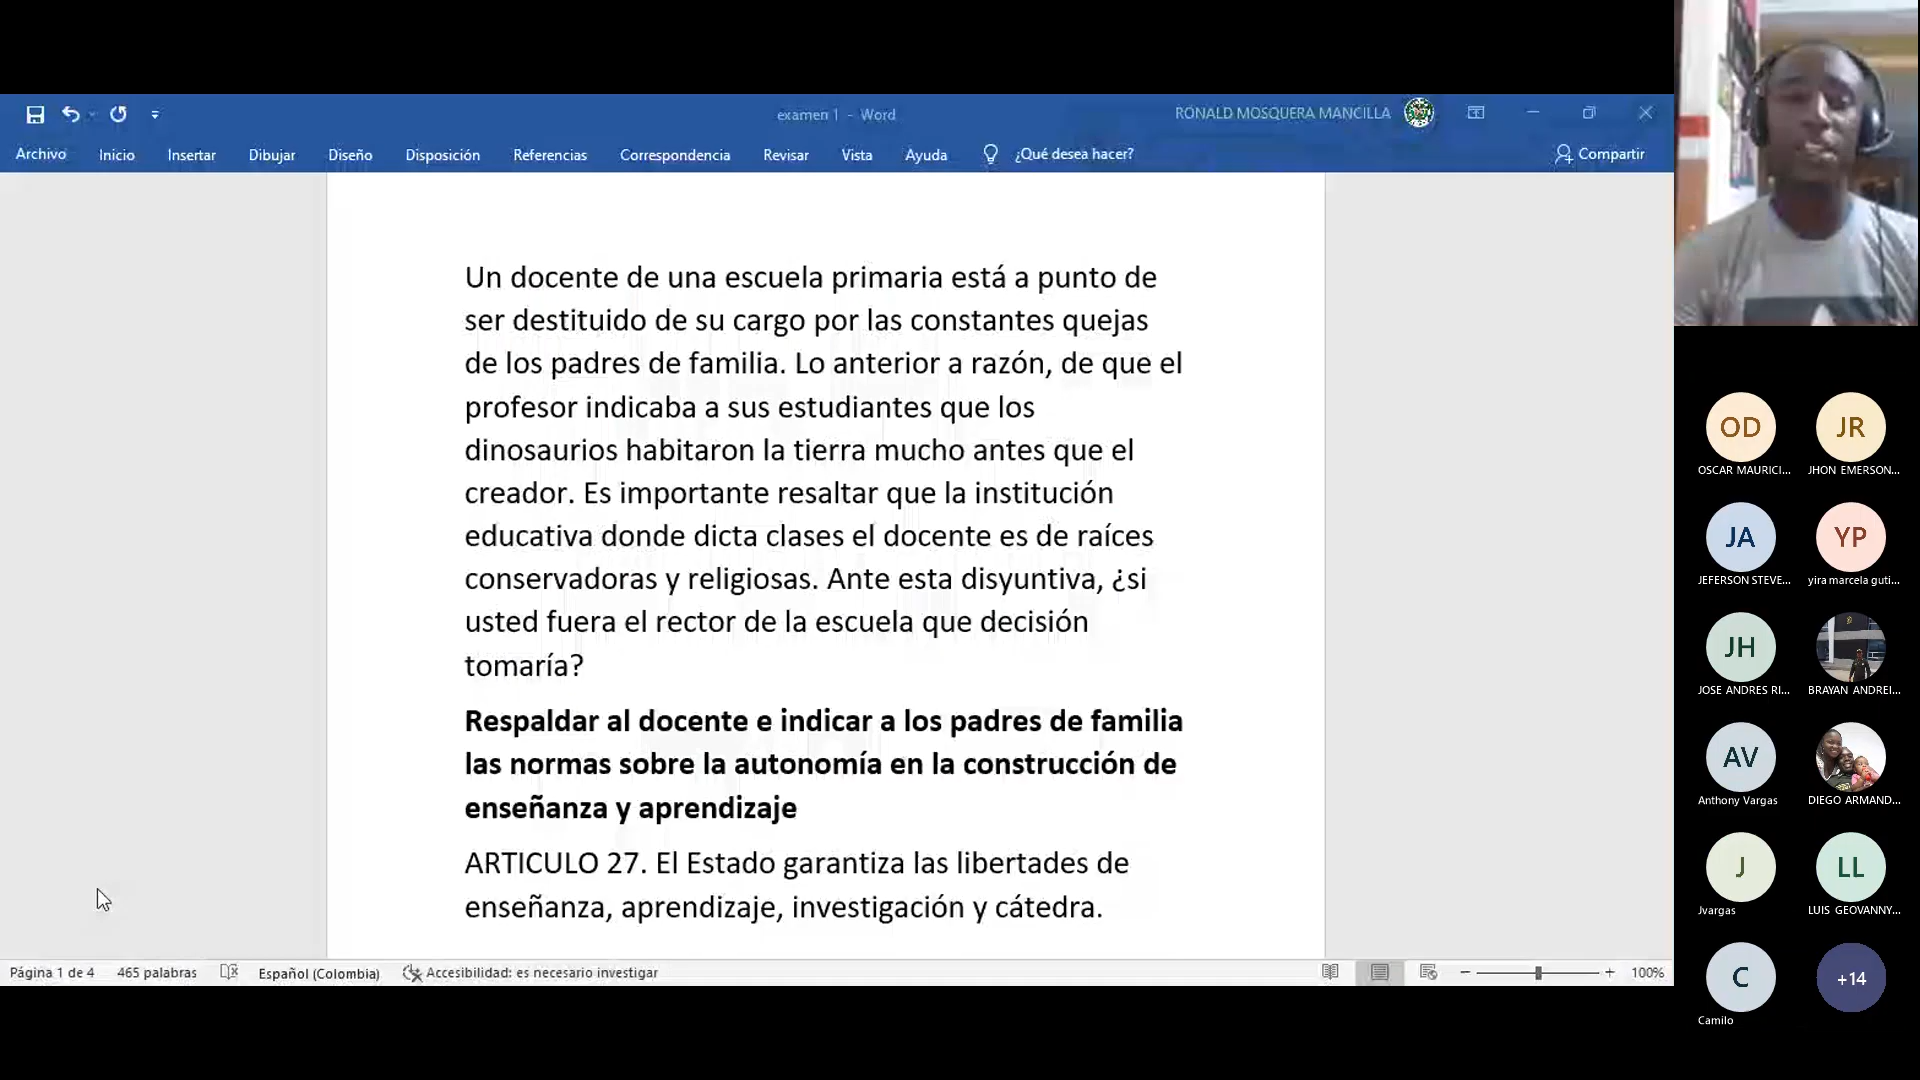 examen 1 - Word
RONALD MOSQUERA MANCILLA
Archivo Inicio Insertar Dibujar Diseño Disposición Referencias Correspondencia Revisar Vista Ayuda ¿Qué desea hacer? Compartir
Un docente de una escuela primaria está a punto de
ser destituido de su cargo por las constantes quejas
de los padres de familia. Lo anterior a razón, de que el
profesor indicaba a sus estudiantes que los
dinosaurios habitaron la tierra mucho antes que el
creador. Es importante resaltar que la institución
educativa donde dicta clases el docente es de raíces
conservadoras y religiosas. Ante esta disyuntiva, ¿si
usted fuera el rector de la escuela que decisión
tomaría?
Respaldar al docente e indicar a los padres de familia
las normas sobre la autonomía en la construcción de
enseñanza y aprendizaje
ARTICULO 27. El Estado garantiza las libertades de
enseñanza, aprendizaje, investigación y cátedra.
Página 1 de 4 465 palabras Español (Colombia) Accesibilidad: es necesario investigar 100%
OD JR
OSCAR MAURICI... JHON EMERSON...
JA YP
JEFERSON STEVE... yira marcela guti...
JH
JOSE ANDRES RI... BRAYAN ANDREI...
AV
Anthony Vargas DIEGO ARMAND...
J LL
Jvargas LUIS GEOVANNY...
C +14
Camilo